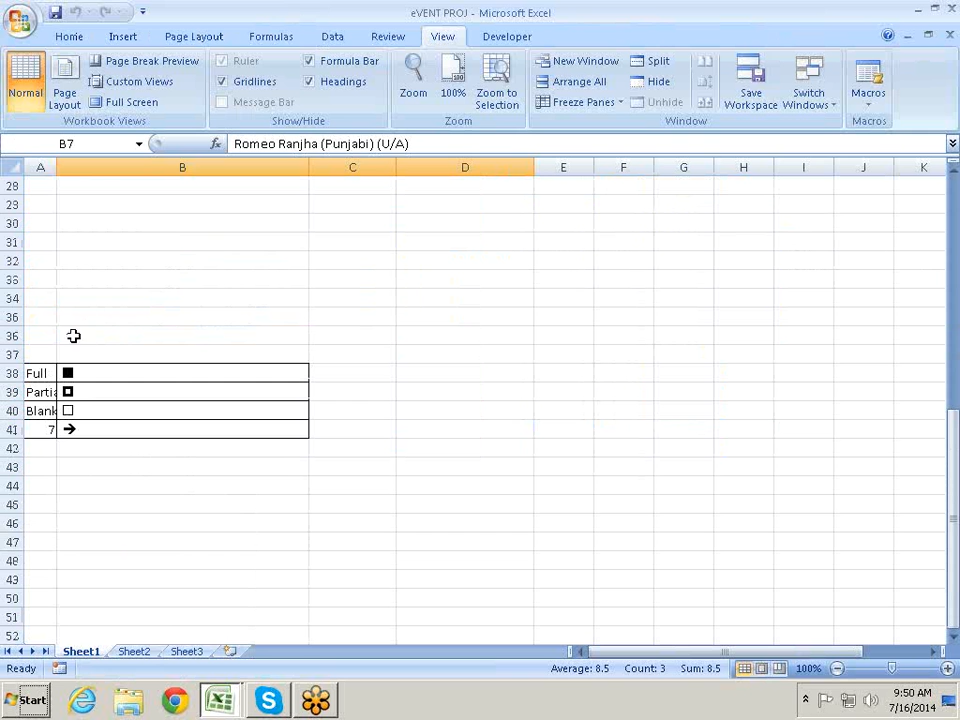 eVENT PROJ - Microsoft Excel
Home Insert Page Layout Formulas Data Review View Developer
Normal Page Layout Page Break Preview Custom Views Full Screen
Workbook Views
Ruler Gridlines Message Bar Formula Bar Headings
Show/Hide
Zoom 100% Zoom to Selection
Zoom
New Window Arrange All Freeze Panes Split Hide Unhide Save Workspace Switch Windows
Window
Macros
Macros
B7 fx Romeo Ranjha (Punjabi) (U/A)
A B C D E F G H I J K
28
29
30
31
32
33
34
35
36
37
38 Full ■
39 Partia
40 Blank □
41 7 →
42
43
44
45
46
47
48
49
50
51
52
Sheet1 Sheet2 Sheet3
Ready Average: 8.5 Count: 3 Sum: 8.5 100%
Start 9:50 AM
7/16/2014